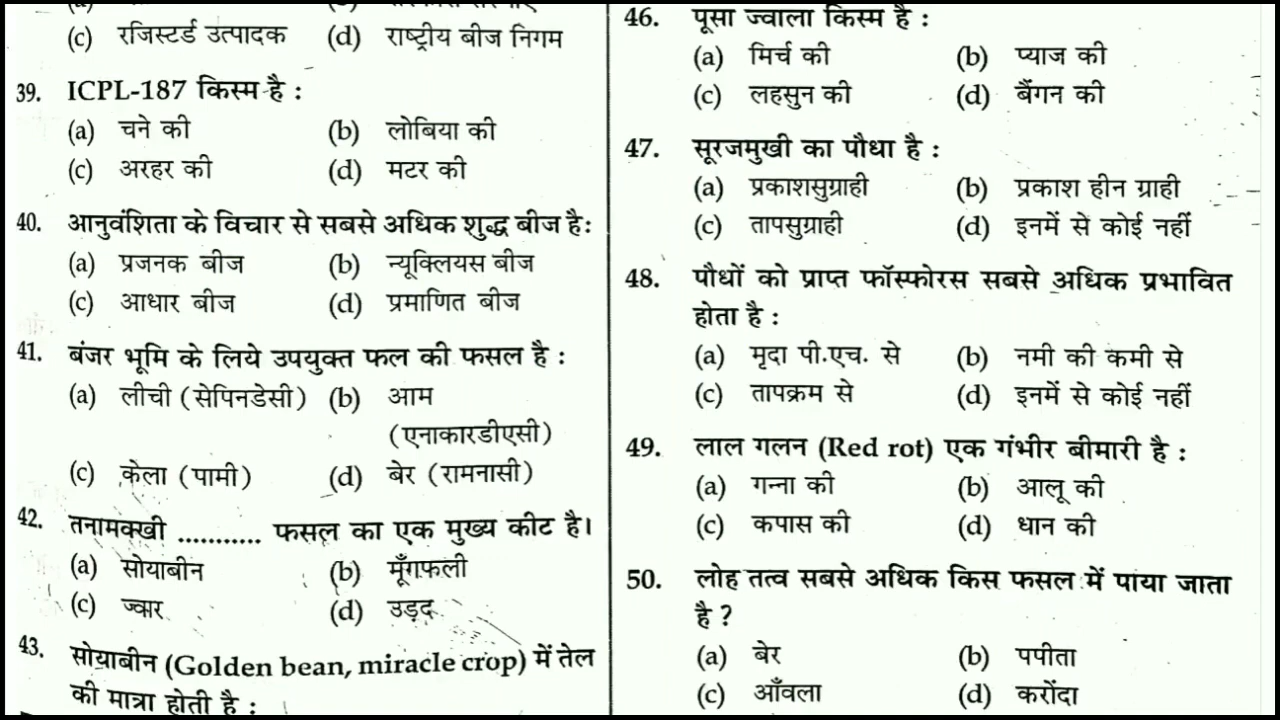 (c) रजिस्टर्ड उत्पादक (d) राष्ट्रीय बीज निगम
39. ICPL-187 किस्म है :
(a) चने की (b) लोबिया की
(c) अरहर की (d) मटर की
40. आनुवंशिता के विचार से सबसे अधिक शुद्ध बीज है:
(a) प्रजनक बीज (b) न्यूक्लियस बीज
(c) आधार बीज (d) प्रमाणित बीज
41. बंजर भूमि के लिये उपयुक्त फल की फसल है :
(a) लीची (सेपिनडेसी) (b) आम
(एनाकारडीएसी)
(c) केला (पामी) (d) बेर (रामनासी)
42. तनामक्खी ............ फसल का एक मुख्य कीट है।
(a) सोयाबीन (b) मूँगफली
(c) ज्वार (d) उड़द
43. सोयाबीन (Golden bean, miracle crop) में तेल
की मात्रा होती है :
46. पूसा ज्वाला किस्म है :
(a) मिर्च की (b) प्याज की
(c) लहसुन की (d) बैंगन की
47. सूरजमुखी का पौधा है :
(a) प्रकाशसुग्राही (b) प्रकाश हीन ग्राही
(c) तापसुग्राही (d) इनमें से कोई नहीं
48. पौधों को प्राप्त फॉस्फोरस सबसे अधिक प्रभावित
होता है :
(a) मृदा पी.एच. से (b) नमी की कमी से
(c) तापक्रम से (d) इनमें से कोई नहीं
49. लाल गलन (Red rot) एक गंभीर बीमारी है :
(a) गन्ना की (b) आलू की
(c) कपास की (d) धान की
50. लोह तत्व सबसे अधिक किस फसल में पाया जाता
है ?
(a) बेर (b) पपीता
(c) आँवला (d) करोंदा